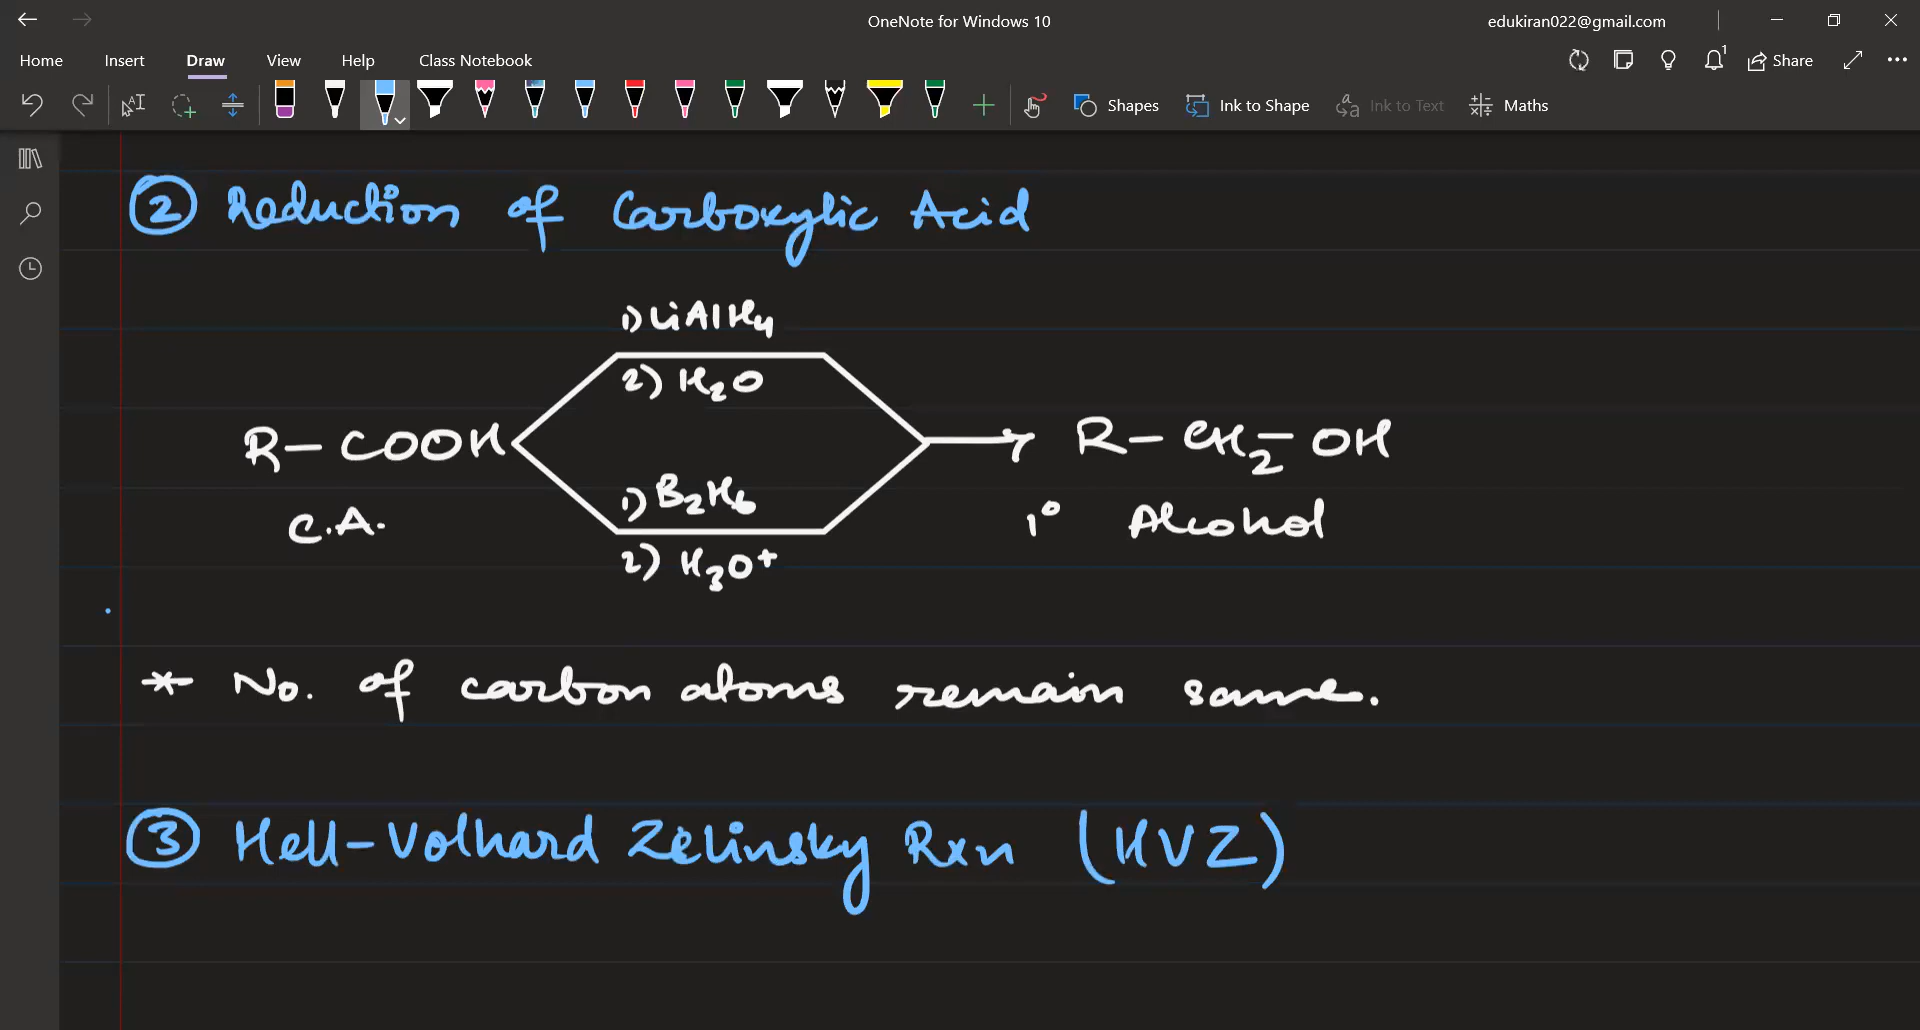 OneNote for Windows 10
edukiran022@gmail.com
Home Insert Draw View Help Class Notebook
1 Share
Shapes Ink to Shape Ink to Text Maths
② Reduction of Carboxylic Acid
1) LiAlH4
2) H2O
R – COOH → R – CH2 – OH
1) B2H6
C.A. 1° Alcohol
2) H3O+
* No. of carbon atoms remain same.
③ Hell-Volhard Zelinsky Rxn (HVZ)